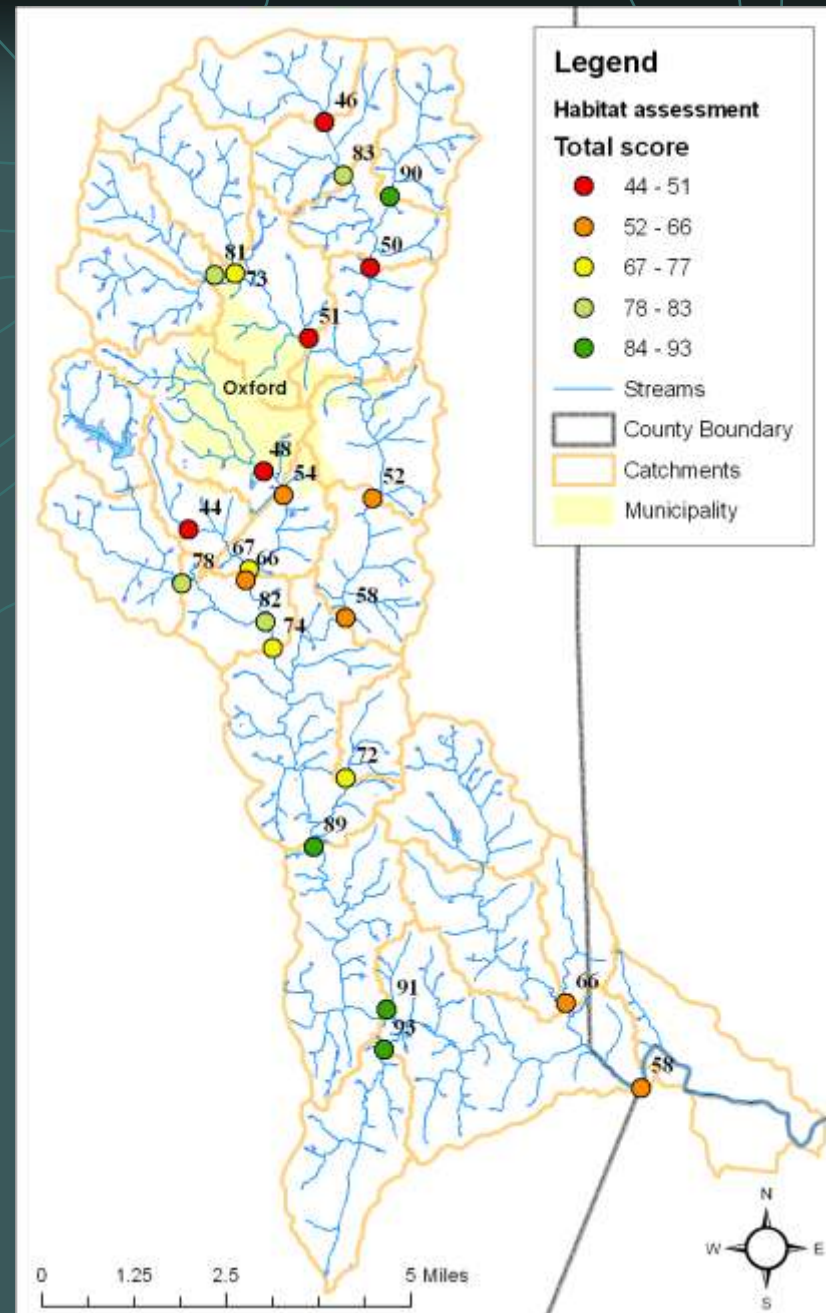 Legend
Habitat assessment
Total score
44 - 51
52 - 66
67 - 77
78 - 83
84 - 93
Streams
County Boundary
Catchments
Municipality
46
83
90
50
81
73
51
Oxford
48
54
52
44
67
66
78
82
58
74
72
89
91
93
66
58
N
W E
S
0 1.25 2.5 5 Miles